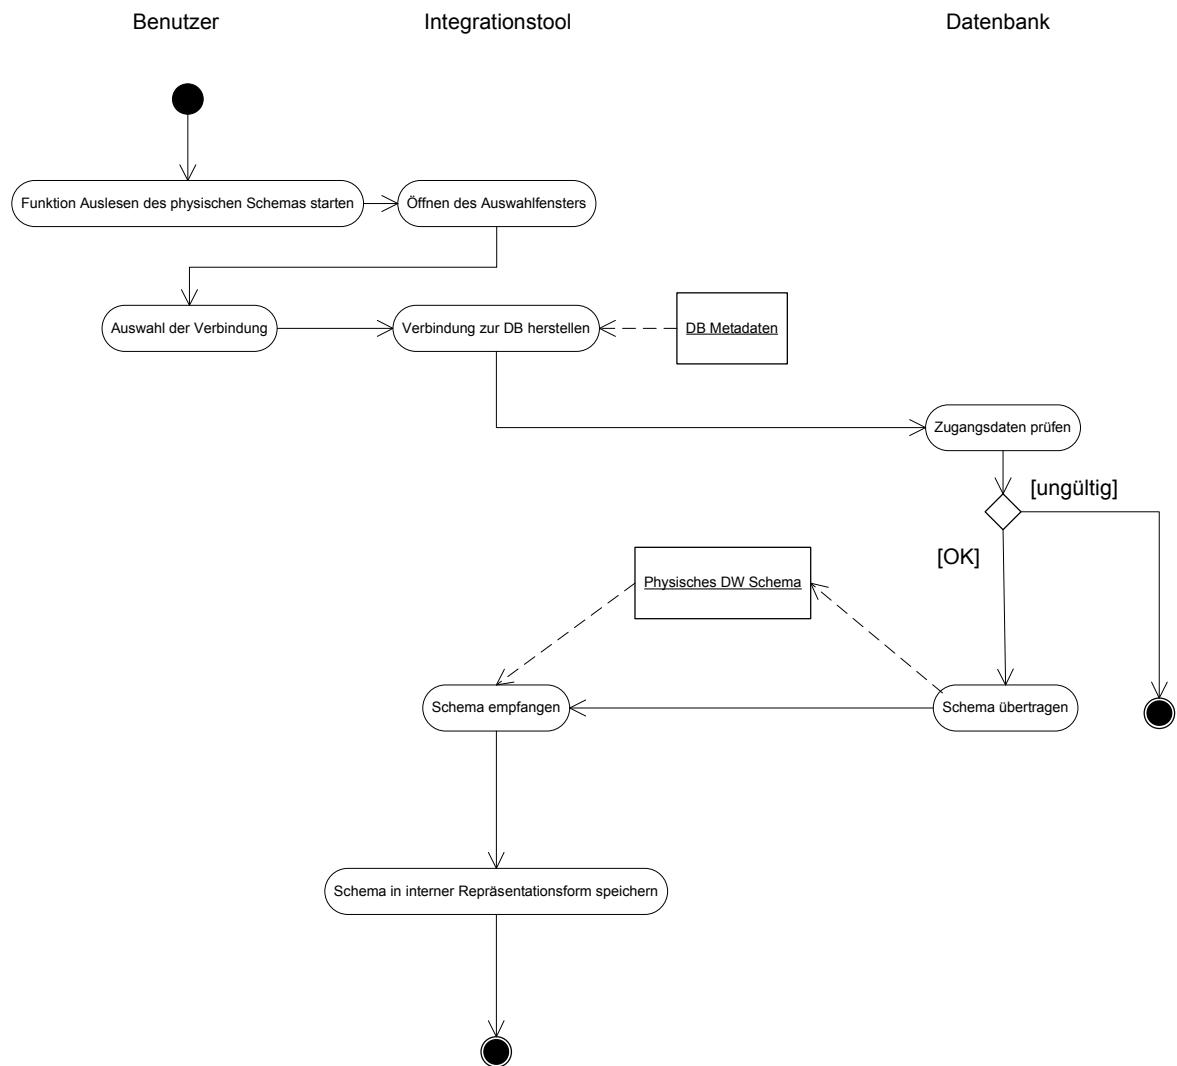 Benutzer
Integrationstool
Datenbank
Funktion Auslesen des physischen Schemas starten
Öffnen des Auswahlfensters
Auswahl der Verbindung
Verbindung zur DB herstellen
DB Metadaten
Zugangsdaten prüfen
[ungültig]
[OK]
Physisches DW Schema
Schema empfangen
Schema übertragen
Schema in interner Repräsentationsform speichern